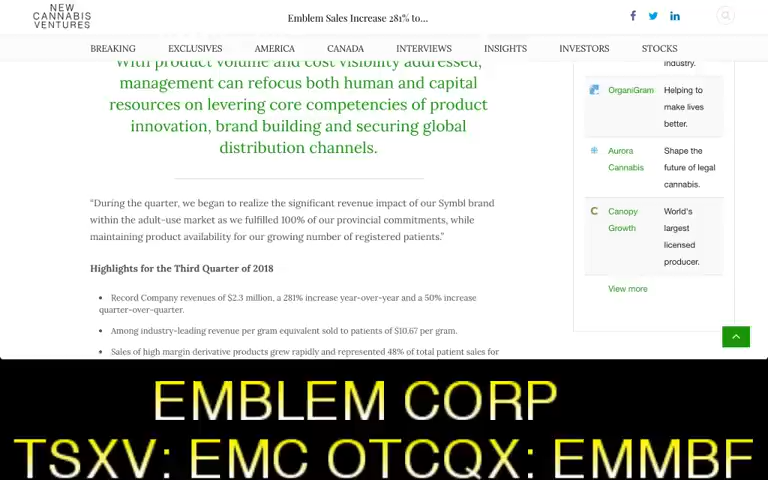 NEW
CANNABIS
VENTURES
Emblem Sales Increase 281% to...
BREAKING EXCLUSIVES AMERICA CANADA INTERVIEWS INSIGHTS INVESTORS STOCKS
With product volume and cost visibility addressed,
management can refocus both human and capital
resources on levering core competencies of product
innovation, brand building and securing global
distribution channels.
“During the quarter, we began to realize the significant revenue impact of our Symbl brand
within the adult-use market as we fulfilled 100% of our provincial commitments, while
maintaining product availability for our growing number of registered patients.”
Highlights for the Third Quarter of 2018
• Record Company revenues of $2.3 million, a 281% increase year-over-year and a 50% increase
quarter-over-quarter.
• Among industry-leading revenue per gram equivalent sold to patients of $10.67 per gram.
• Sales of high margin derivative products grew rapidly and represented 48% of total patient sales for
industry.
OrganiGram Helping to
make lives
better.
Aurora Shape the
Cannabis future of legal
cannabis.
Canopy World's
Growth largest
licensed
producer.
View more
EMBLEM CORP
TSXV: EMC OTCQX: EMMBF